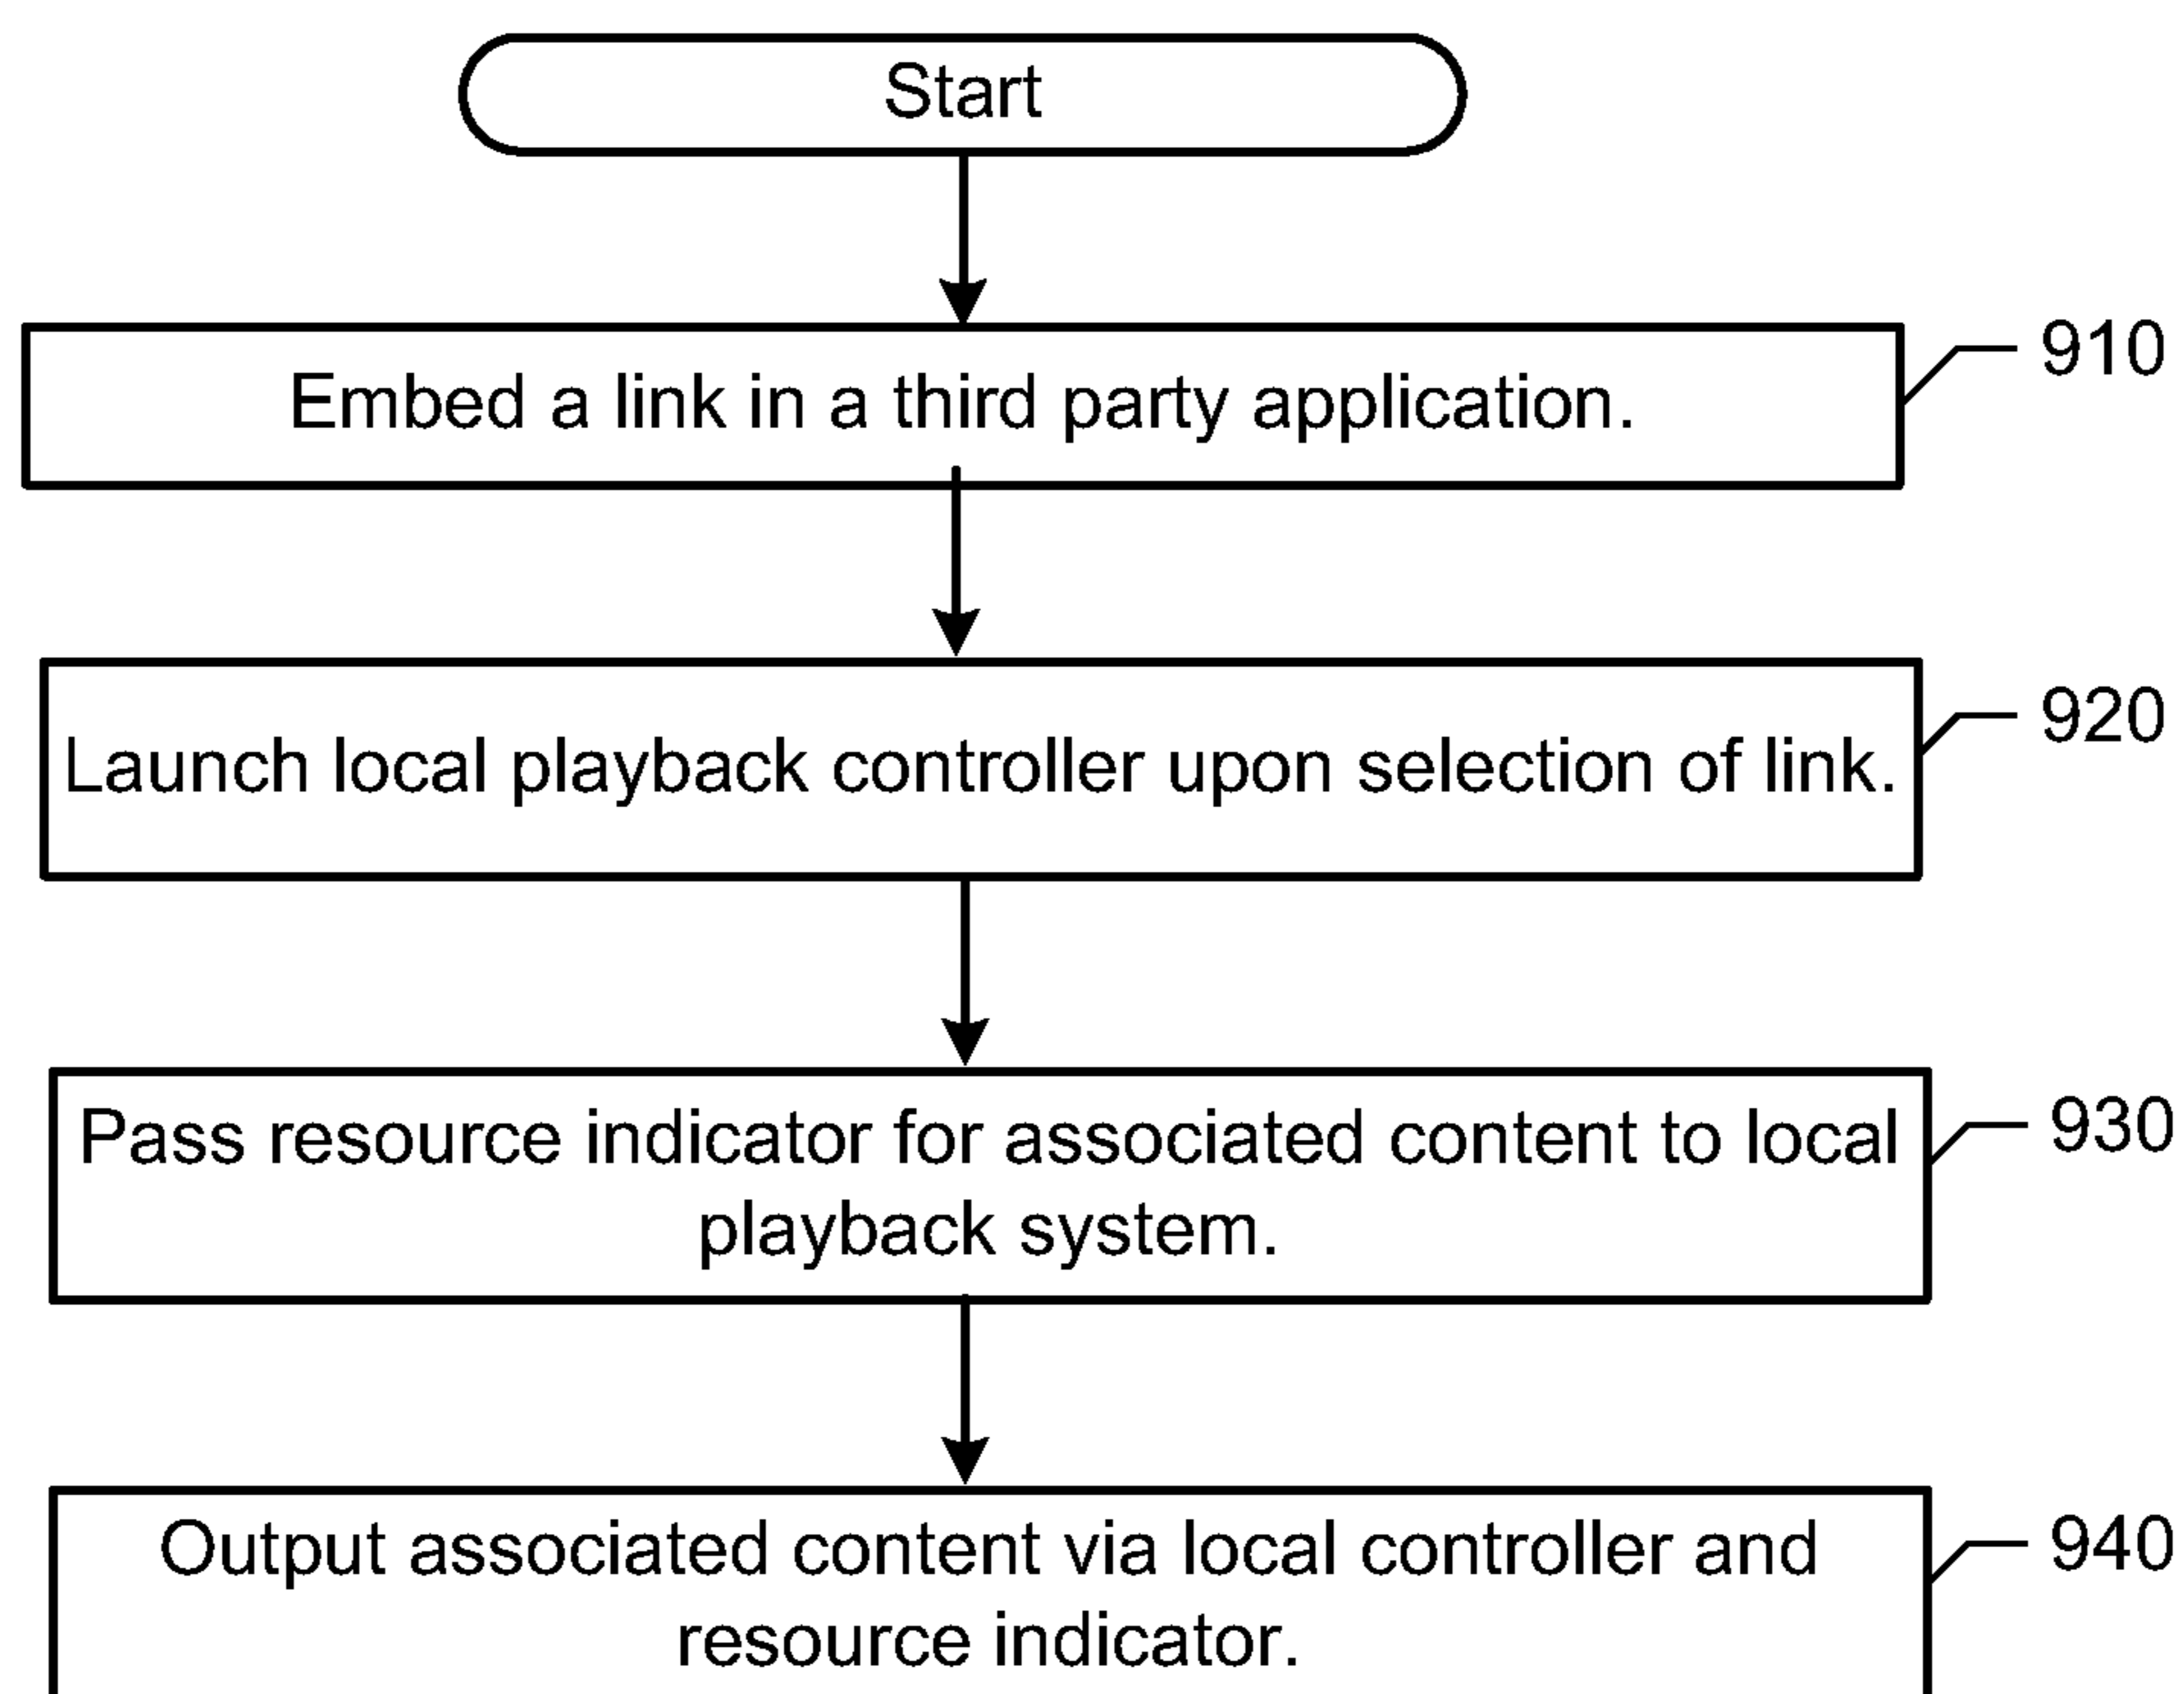 Start
910
Embed a link in a third party application.
920
Launch local playback controller upon selection of link.
930
Pass resource indicator for associated content to local
playback system.
940
Output associated content via local controller and
resource indicator.